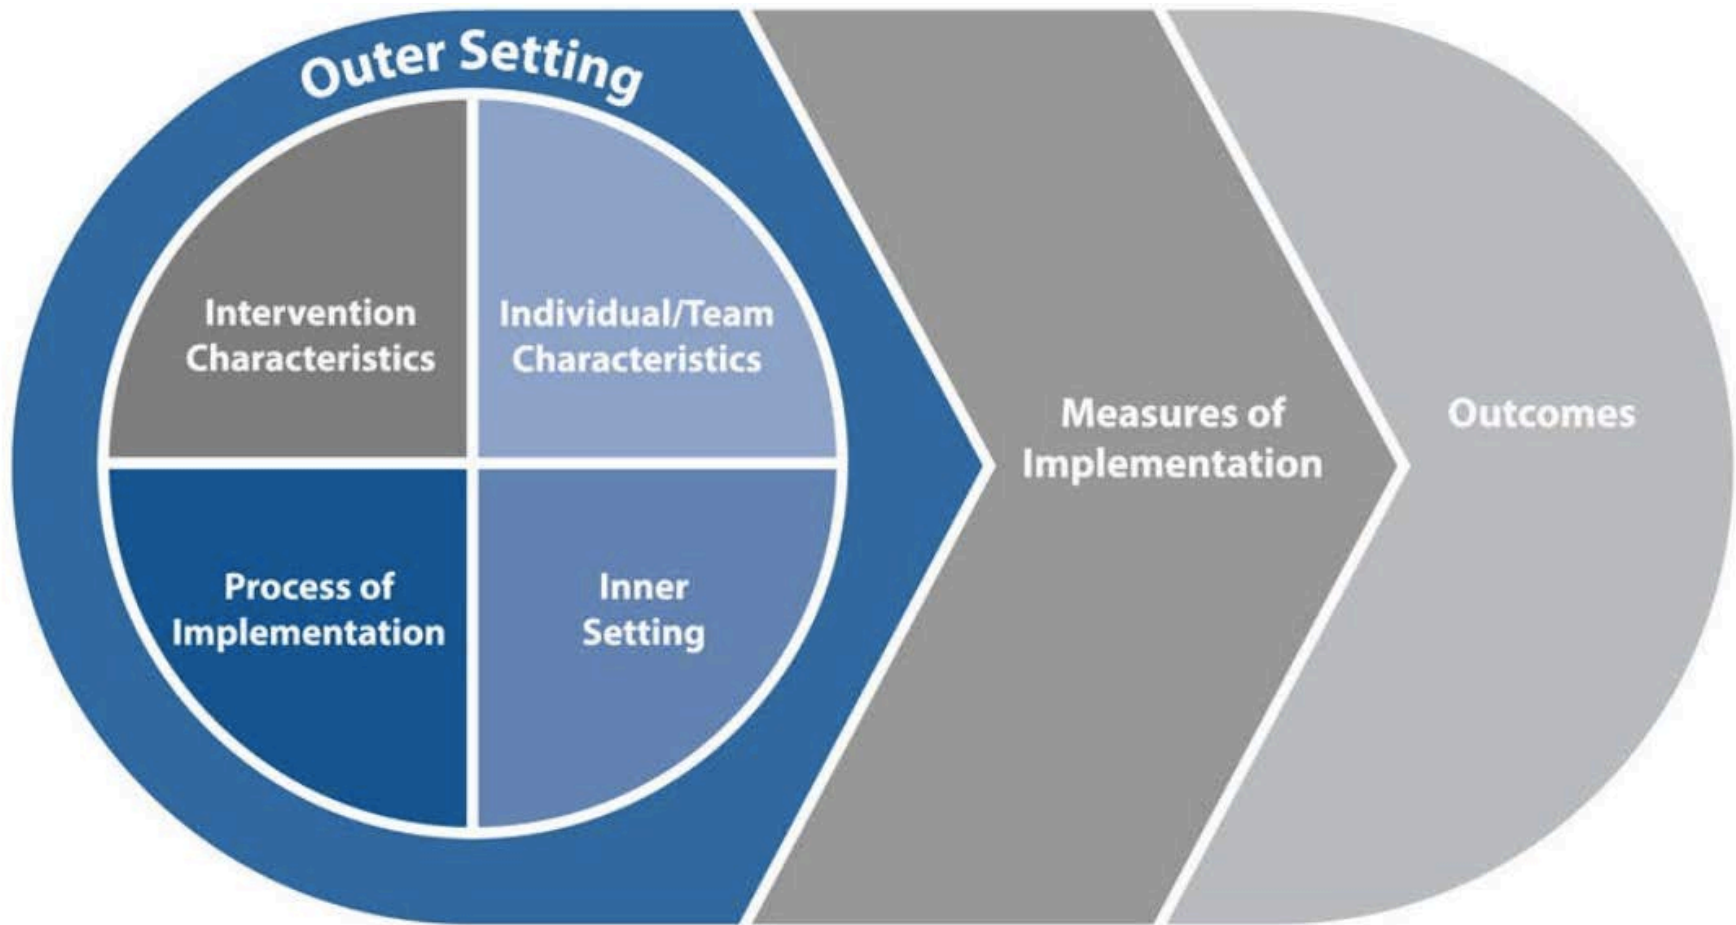 Outer Setting
Intervention
Characteristics
Individual/Team
Characteristics
Process of
Implementation
Inner
Setting
Measures of
Implementation
Outcomes